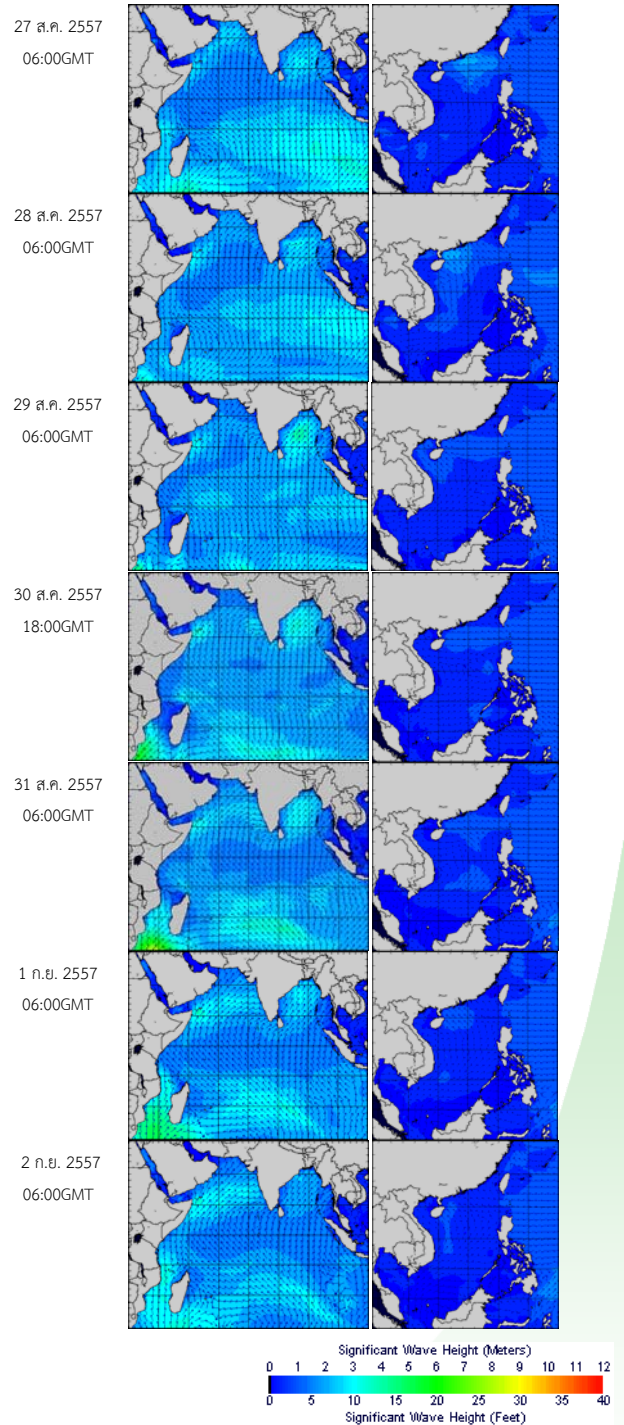 27 ส.ค. 2557
06:00GMT
28 ส.ค. 2557
06:00GMT
29 ส.ค. 2557
06:00GMT
30 ส.ค. 2557
18:00GMT
31 ส.ค. 2557
06:00GMT
1 ก.ย. 2557
06:00GMT
2 ก.ย. 2557
06:00GMT
Significant Wave Height (Meters)
0 1 2 3 4 5 6 7 8 9 10 11 12
0 5 10 15 20 25 30 35 40
Significant Wave Height (Feet)